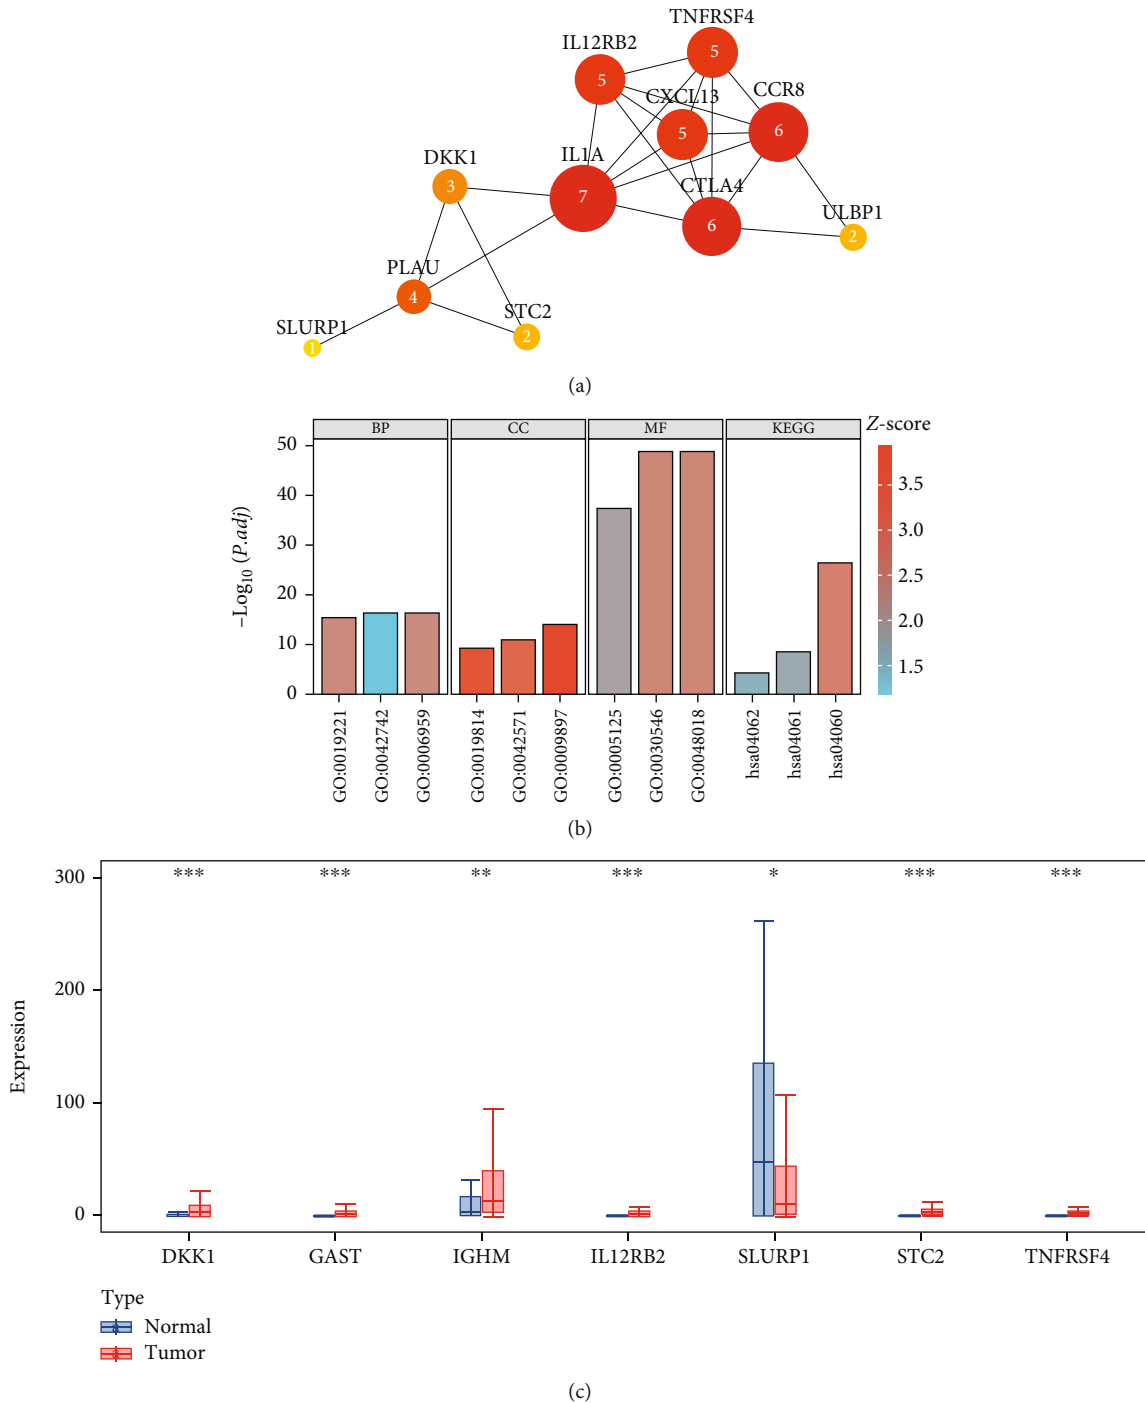 TNFRSF4
IL12RB2
5
5
CXCL13
CCR8
5
6
IL1A
DKK1
3
7
CTLA4
6
ULBP1
2
PLAU
4
STC2
2
SLURP1
1
(a)
BP CC MF KEGG
Z-score
50
40
30
20
10
0
−Log10 (P.adj)
3.5
3.0
2.5
2.0
1.5
GO:0019221
GO:0042742
GO:0006959
GO:0019814
GO:0042571
GO:0009897
GO:0005125
GO:0030546
GO:0048018
hsa04062
hsa04061
hsa04060
(b)
*** *** ** *** * *** ***
300
200
100
0
Expression
DKK1 GAST IGHM IL12RB2 SLURP1 STC2 TNFRSF4
Type
Normal
Tumor
(c)